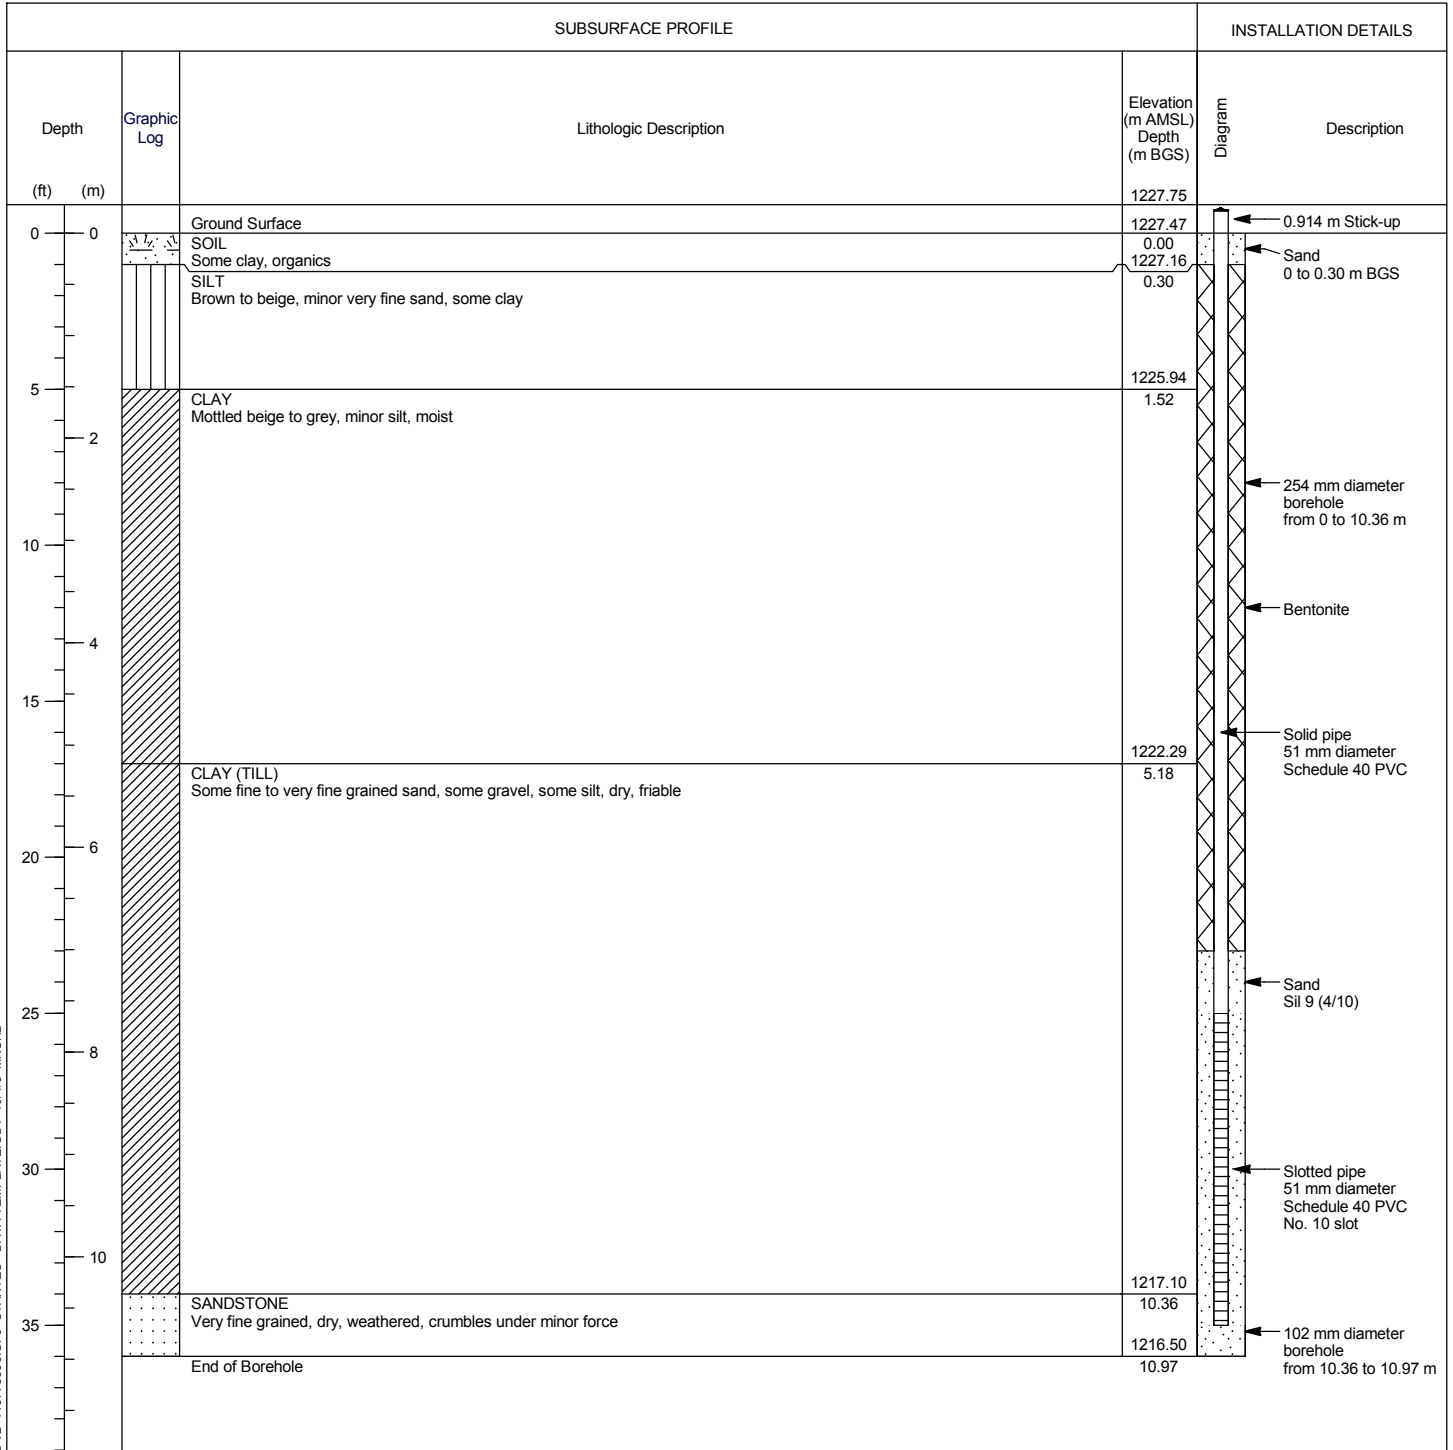 SUBSURFACE PROFILE
INSTALLATION DETAILS
Depth
(ft) (m)
Graphic
Log
Lithologic Description
Elevation
(m AMSL)
Depth
(m BGS)
Diagram
Description
1227.75
Ground Surface
1227.47
0.914 m Stick-up
0 0
SOIL
0.00
Some clay, organics
1227.16
Sand
0 to 0.30 m BGS
SILT
0.30
Brown to beige, minor very fine sand, some clay
1225.94
5
CLAY
1.52
Mottled beige to grey, minor silt, moist
2
254 mm diameter
borehole
from 0 to 10.36 m
10
Bentonite
4
15
Solid pipe
51 mm diameter
Schedule 40 PVC
1222.29
CLAY (TILL)
5.18
Some fine to very fine grained sand, some gravel, some silt, dry, friable
6
20
Sand
Sil 9 (4/10)
25
8
30
Slotted pipe
51 mm diameter
Schedule 40 PVC
No. 10 slot
10
1217.10
SANDSTONE
10.36
Very fine grained, dry, weathered, crumbles under minor force
35
1216.50
102 mm diameter
borehole
from 10.36 to 10.97 m
End of Borehole
10.97